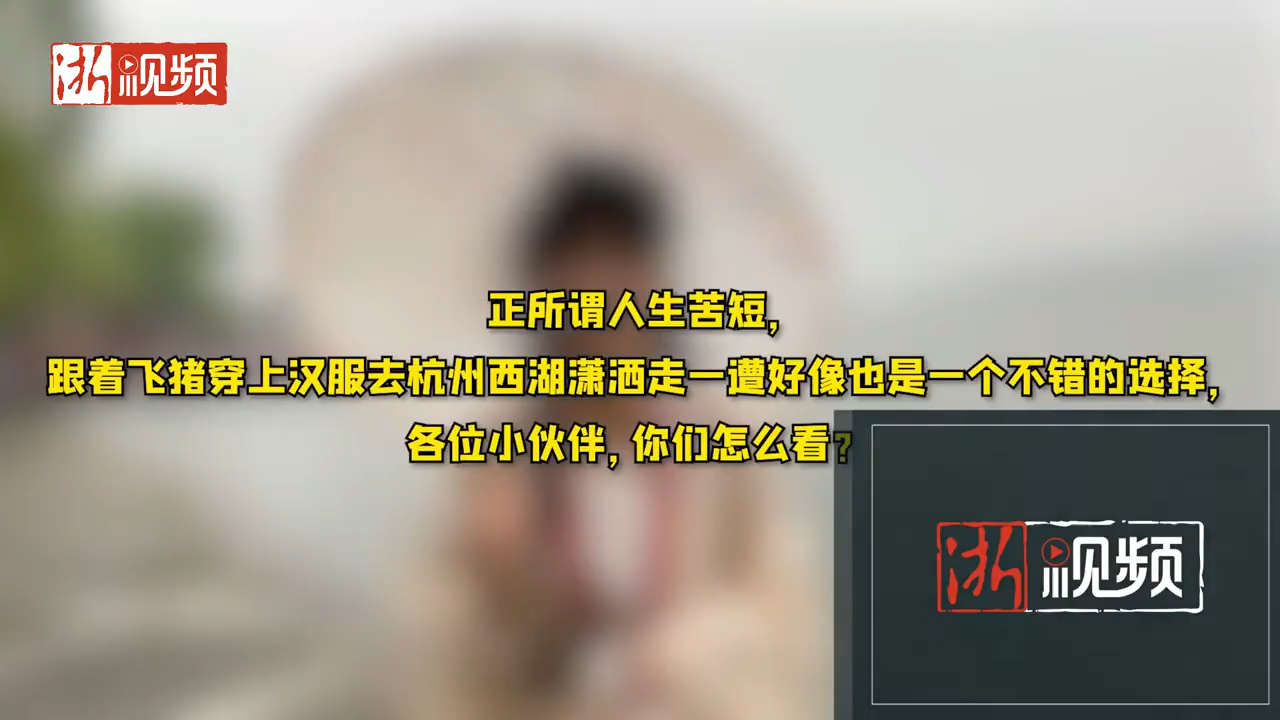 浙视频
正所谓人生苦短，
跟着飞猪穿上汉服去杭州西湖潇洒走一遭好像也是一个不错的选择，
各位小伙伴，你们怎么看？
浙视频